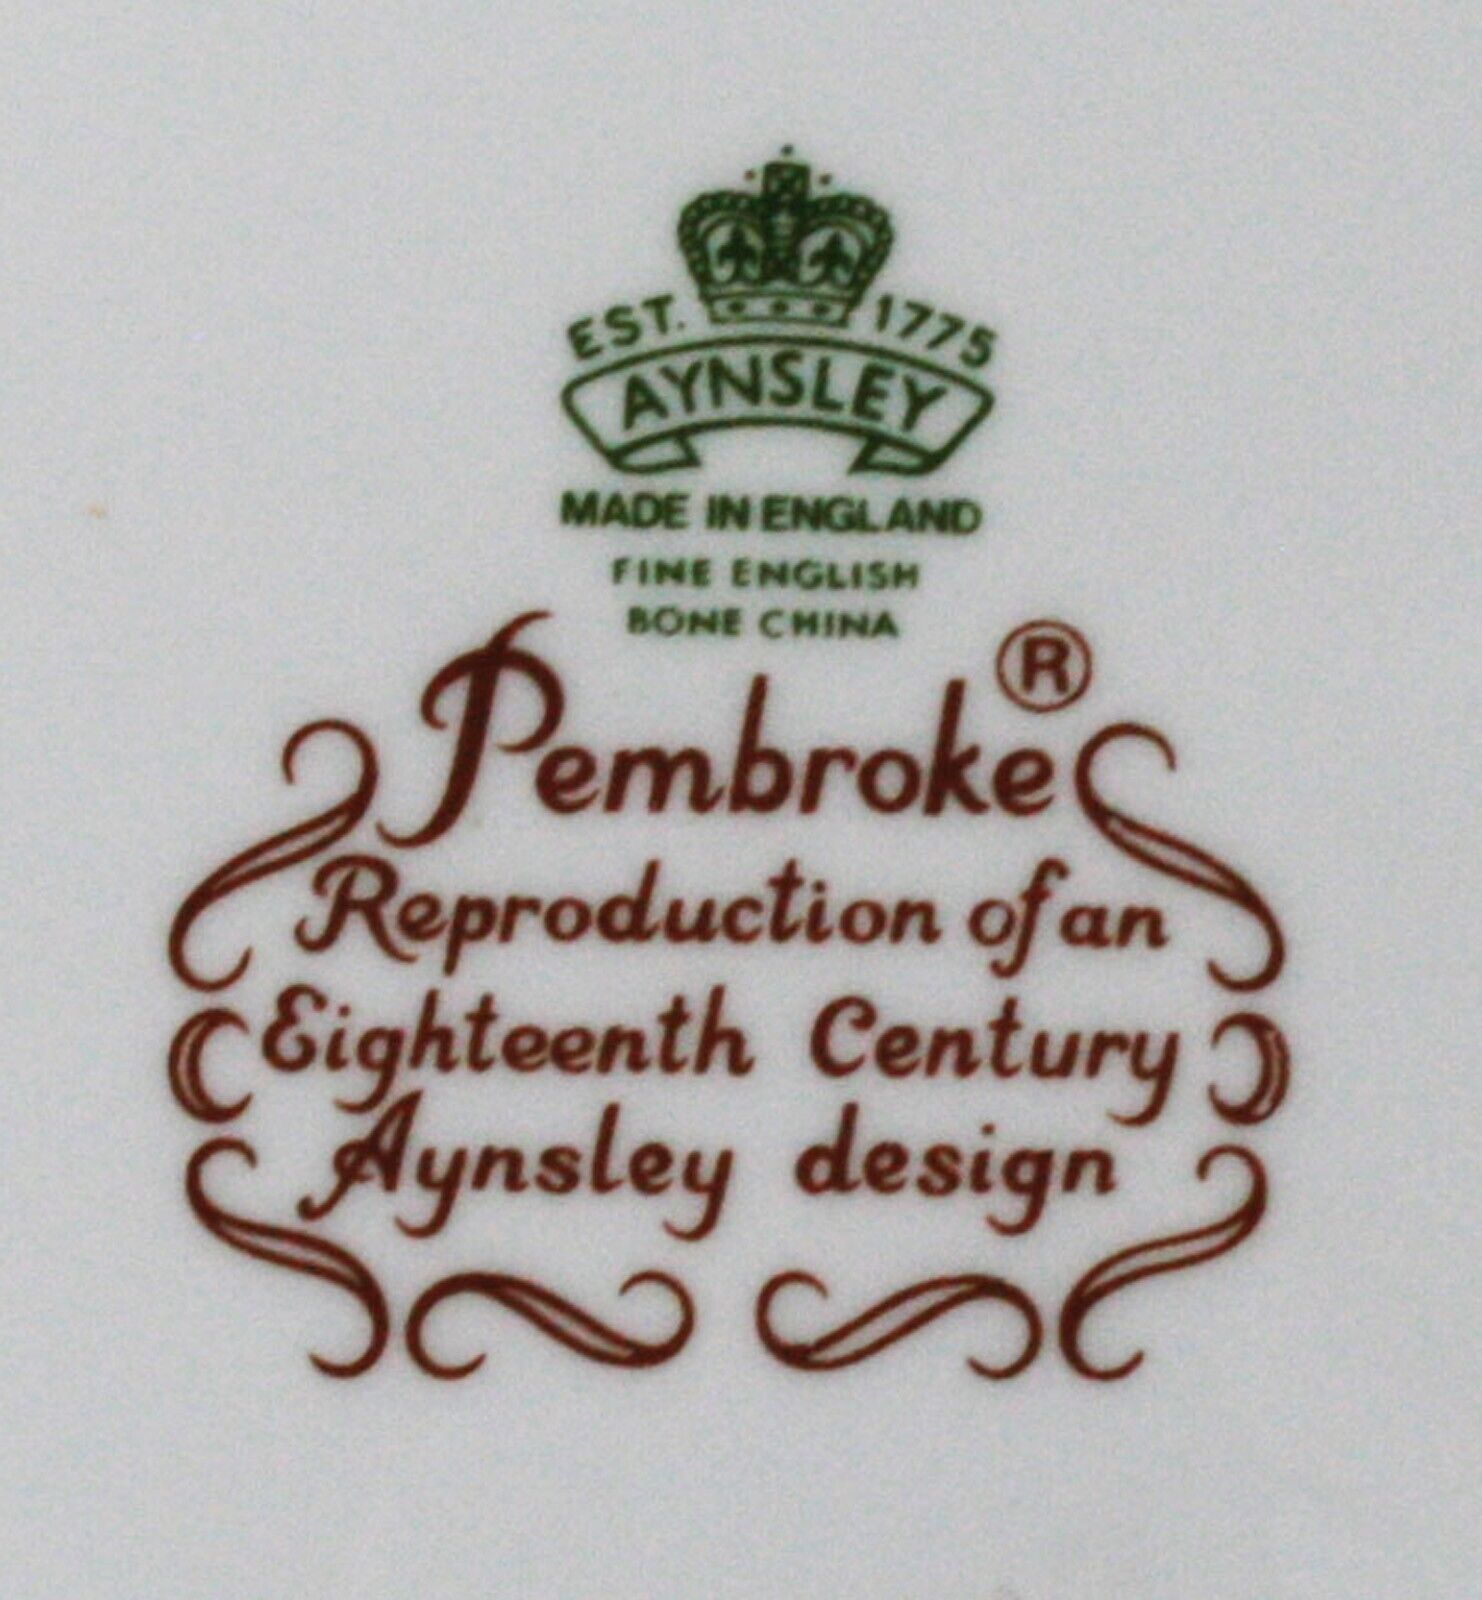 EST. 1775
AYNSLEY
MADE IN ENGLAND
FINE ENGLISH
BONE CHINA
Pembroke ®
Reproduction of an
Eighteenth Century
Aynsley design